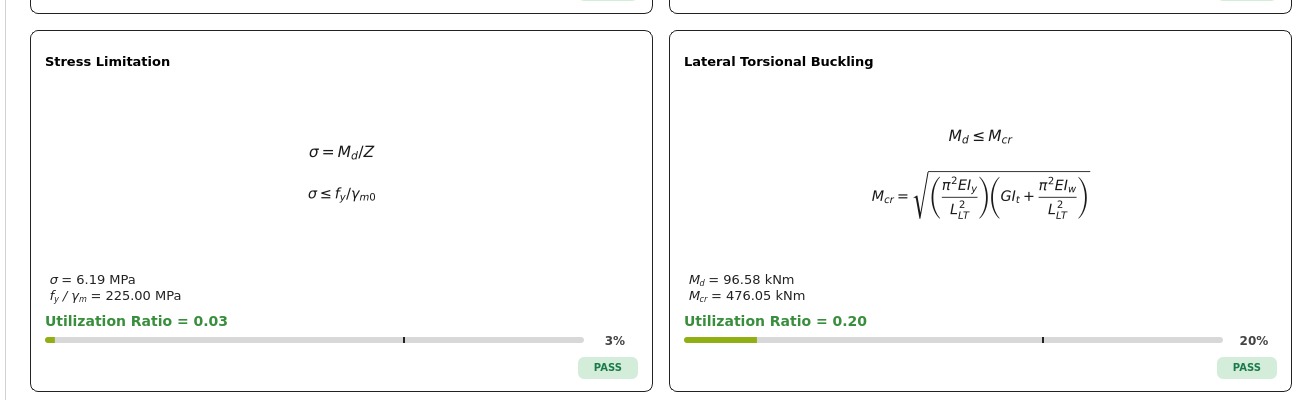 Stress Limitation
σ = M_d/Z
σ ≤ f_y/γ_m0
σ = 6.19 MPa
f_y / γ_m = 225.00 MPa
Utilization Ratio = 0.03
3%
PASS
Lateral Torsional Buckling
M_d ≤ M_cr
M_cr = √((π²EI_y / L²_LT)(GI_t + π²EI_w / L²_LT))
M_d = 96.58 kNm
M_cr = 476.05 kNm
Utilization Ratio = 0.20
20%
PASS